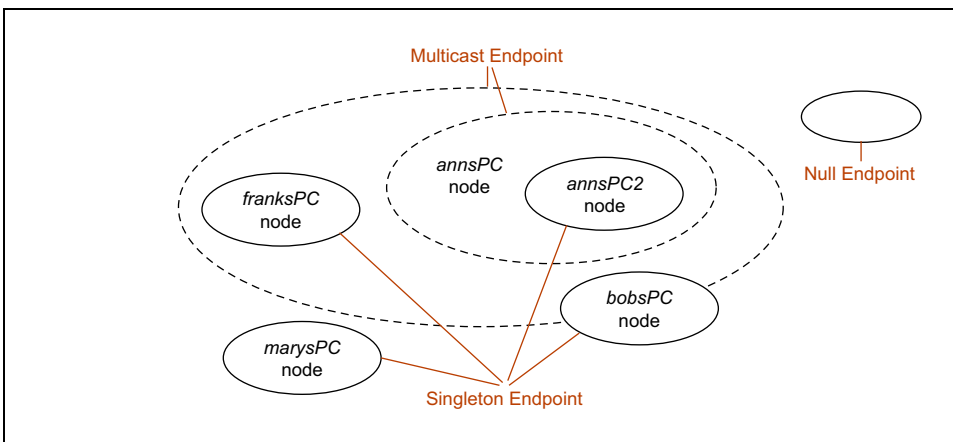 Multicast Endpoint
annsPC
node
annsPC2
node
Null Endpoint
franksPC
node
bobsPC
node
marysPC
node
Singleton Endpoint